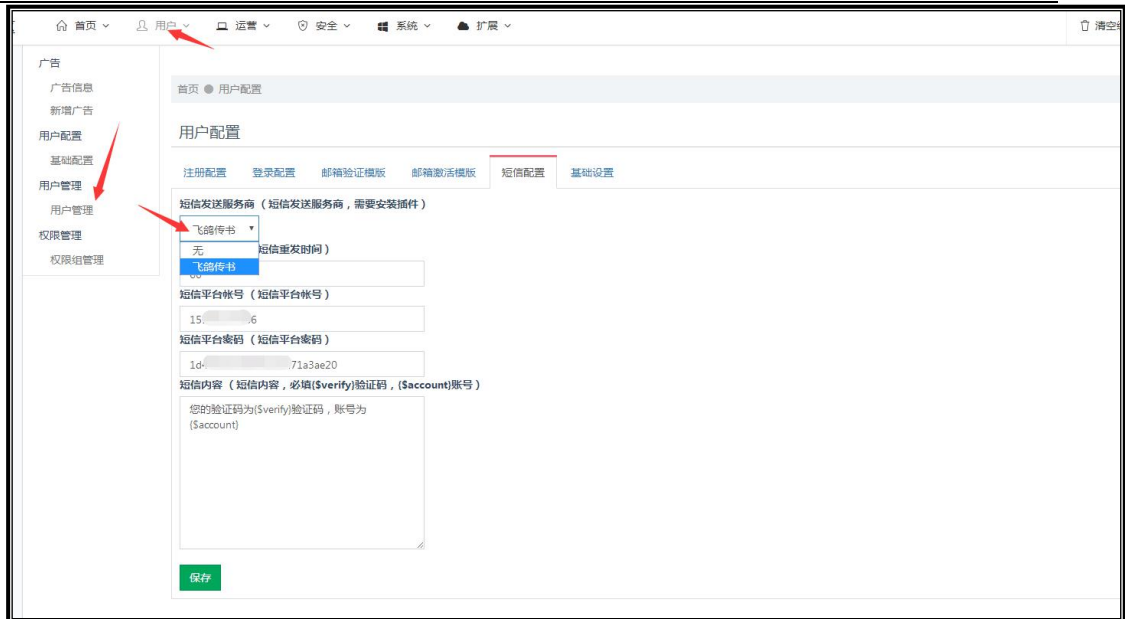 首页 用户 运营 安全 系统 扩展 清空
广告
广告信息
新增广告
用户配置
基础配置
用户管理
用户管理
权限管理
权限组管理
首页 用户配置
用户配置
注册配置 登录配置 邮箱验证模版 邮箱激活模版 短信配置 基础设置
短信发送服务商（短信发送服务商，需要安装插件）
飞鸽传书
无
飞鸽传书
短信重发时间）
短信平台帐号（短信平台帐号）
15 6
短信平台密码（短信平台密码）
1d 71a3ae20
短信内容（短信内容，必填{$verify}验证码，{$account}账号）
您的验证码为{$verify}验证码，账号为
{$account}
保存